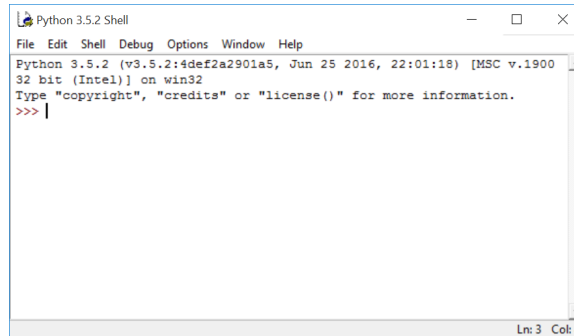 Python 3.5.2 Shell
File Edit Shell Debug Options Window Help
Python 3.5.2 (v3.5.2:4def2a2901a5, Jun 25 2016, 22:01:18) [MSC v.1900
32 bit (Intel)] on win32
Type "copyright", "credits" or "license()" for more information.
>>>
Ln: 3 Col: